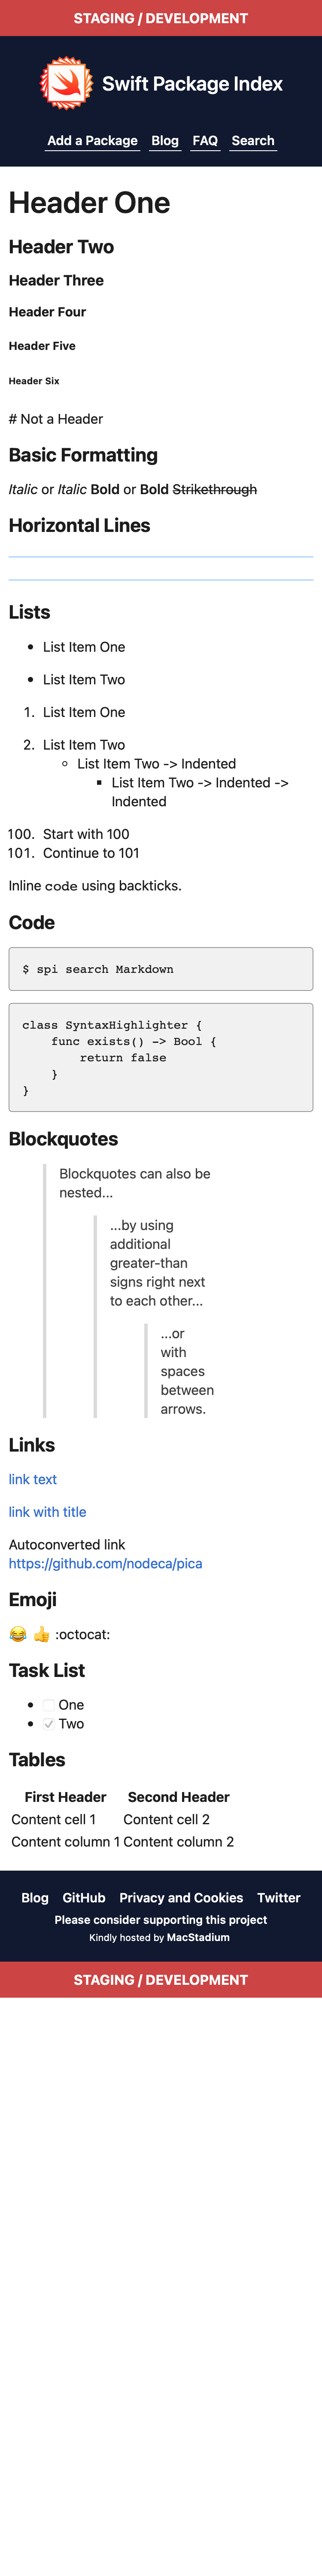 STAGING / DEVELOPMENT
Swift Package Index
Add a Package Blog FAQ Search
Header One
Header Two
Header Three
Header Four
Header Five
Header Six
# Not a Header
Basic Formatting
Italic or Italic Bold or Bold Strikethrough
Horizontal Lines
Lists
• List Item One
• List Item Two
1. List Item One
2. List Item Two
◦ List Item Two -> Indented
▪ List Item Two -> Indented ->
Indented
100. Start with 100
101. Continue to 101
Inline code using backticks.
Code
$ spi search Markdown
class SyntaxHighlighter {
    func exists() -> Bool {
        return false
    }
}
Blockquotes
Blockquotes can also be
nested...
...by using
additional
greater-than
signs right next
to each other...
...or
with
spaces
between
arrows.
Links
link text
link with title
Autoconverted link
https://github.com/nodeca/pica
Emoji
😂 👍 :octocat:
Task List
• ☐ One
• ☑ Two
Tables
First Header Second Header
Content cell 1 Content cell 2
Content column 1 Content column 2
Blog GitHub Privacy and Cookies Twitter
Please consider supporting this project
Kindly hosted by MacStadium
STAGING / DEVELOPMENT